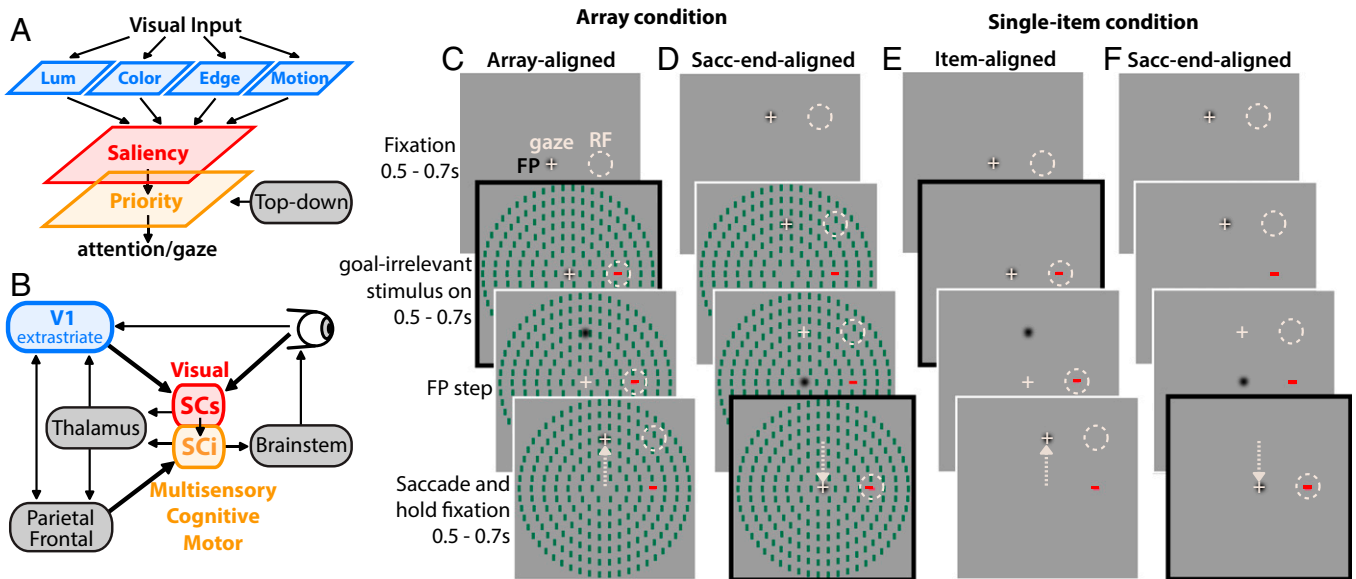 A
Visual Input
Lum
Color
Edge
Motion
Saliency
Priority
Top-down
attention/gaze
B
V1
extrastriate
Visual
SCs
Thalamus
SCi
Brainstem
Multisensory
Cognitive
Motor
Parietal
Frontal
Array condition
Single-item condition
C
Array-aligned
D
Sacc-end-aligned
E
Item-aligned
F
Sacc-end-aligned
Fixation
0.5 - 0.7s
gaze
RF
FP
goal-irrelevant
stimulus on
0.5 - 0.7s
FP step
Saccade and
hold fixation
0.5 - 0.7s